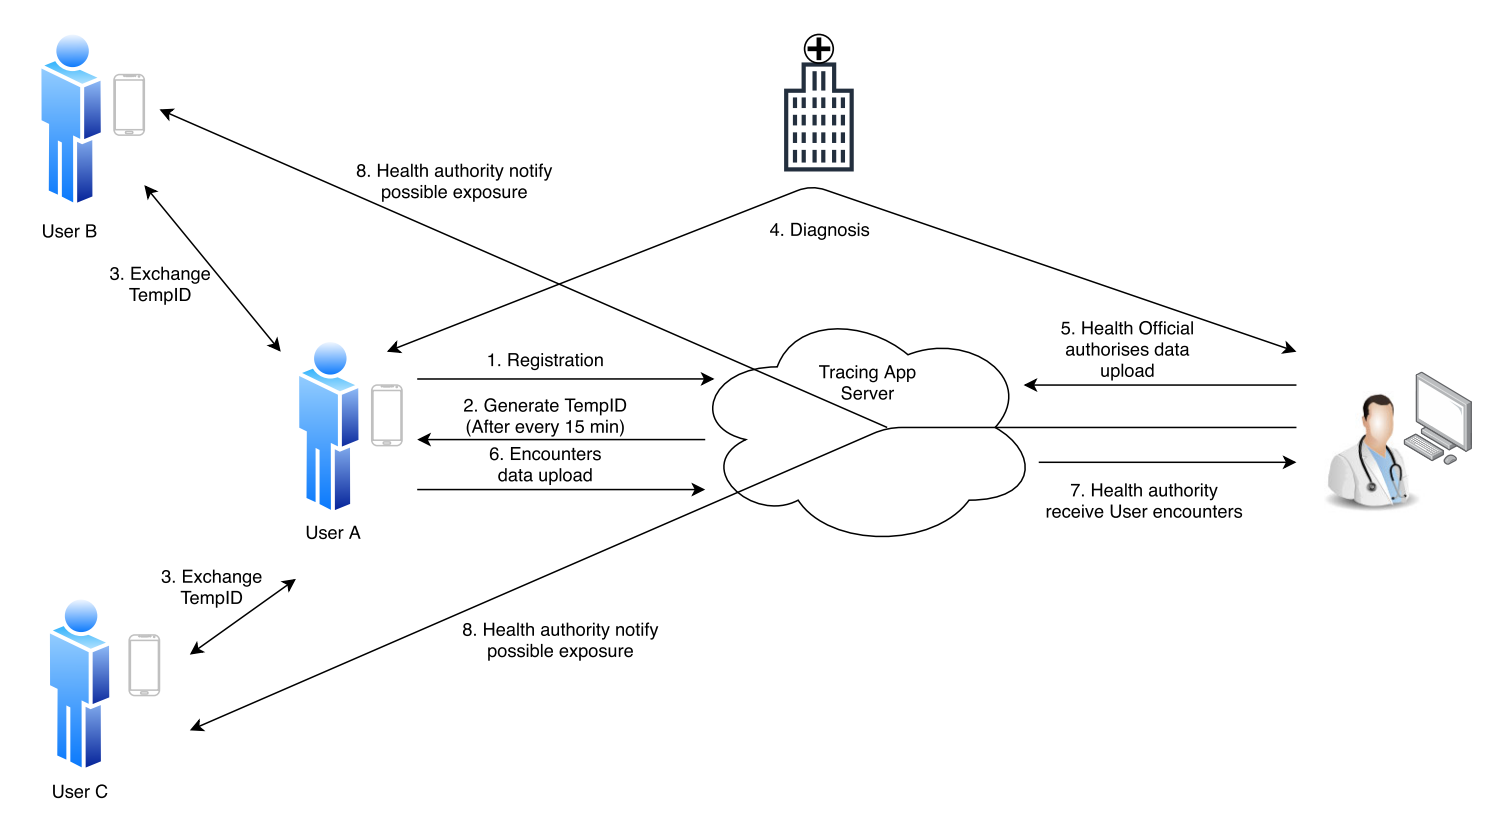 8. Health authority notify
possible exposure
User B
4. Diagnosis
3. Exchange
TempID
5. Health Official
authorises data
upload
1. Registration
Tracing App
Server
2. Generate TempID
(After every 15 min)
6. Encounters
data upload
7. Health authority
receive User encounters
User A
3. Exchange
TempID
8. Health authority notify
possible exposure
User C